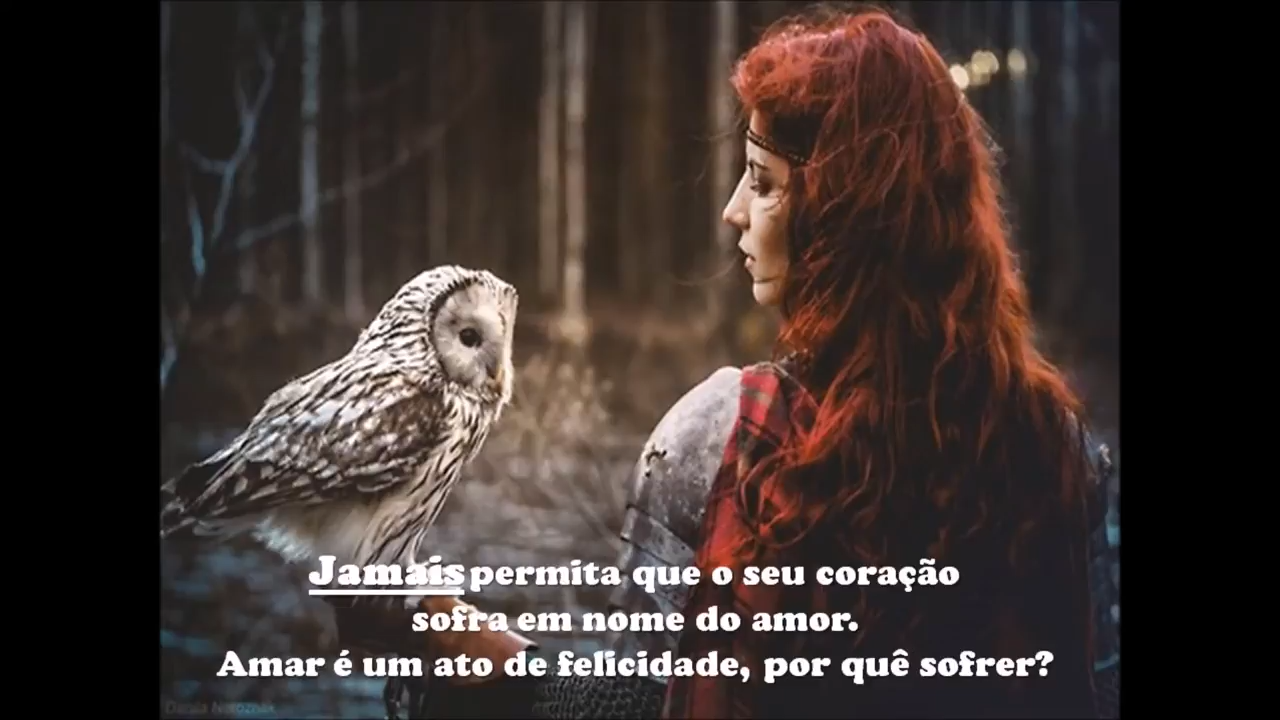 Jamais permita que o seu coração
sofra em nome do amor.
Amar é um ato de felicidade, por quê sofrer?